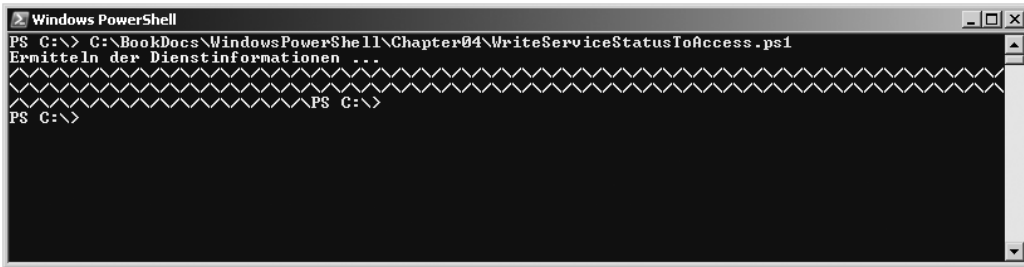 Windows PowerShell
PS C:\> C:\BookDocs\WindowsPowerShell\Chapter04\WriteServiceStatusToAccess.ps1
Ermitteln der Dienstinformationen ...
/\/\/\/\/\/\/\/\/\/\/\/\/\/\/\/\/\/\/\/\/\/\/\/\/\/\/\/\/\/\/\/\/\/\/\/\/\/\/\/\
/\/\/\/\/\/\/\/\/\/\/\/\/\/\/\/\/\/\/\/\/\/\/\/\/\/\/\/\/\/\/\/\/\/\/\/\/\/\/\/\
/\/\/\/\/\/\/\/\/\/\/\/\PS C:\>
PS C:\>